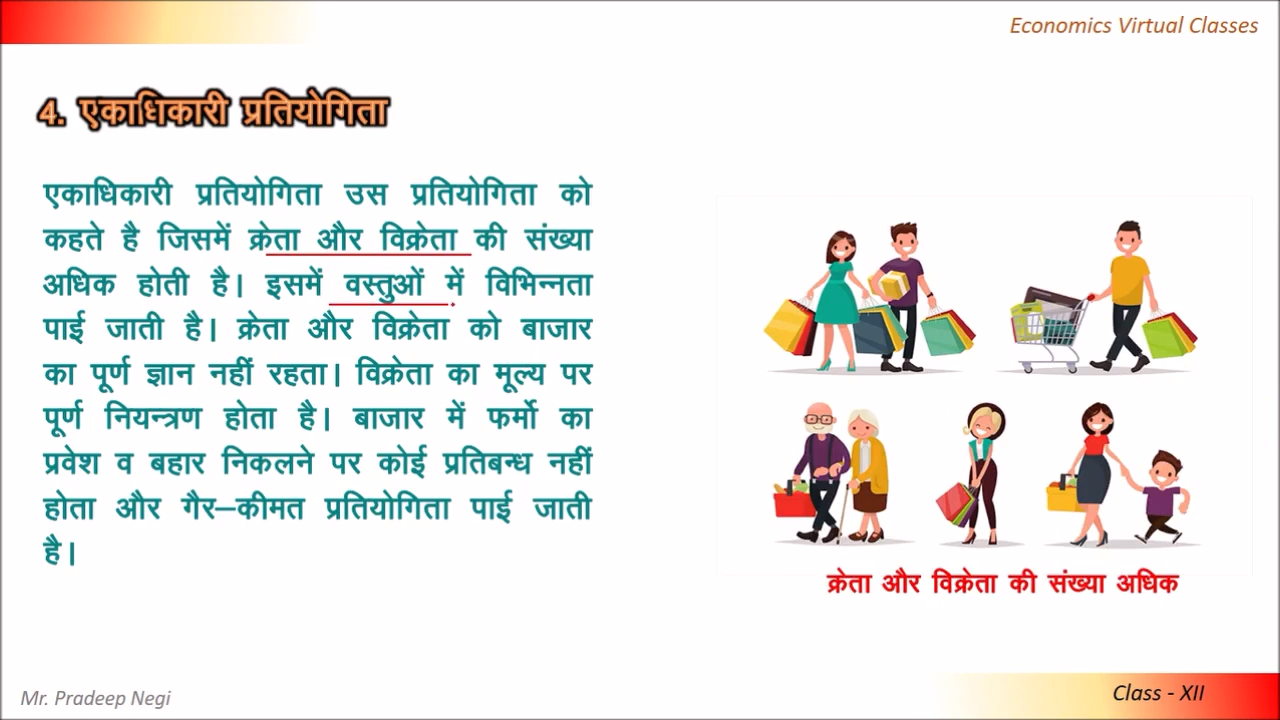 Economics Virtual Classes
4. एकाधिकारी प्रतियोगिता
एकाधिकारी प्रतियोगिता उस प्रतियोगिता को
कहते है जिसमें क्रेता और विक्रेता की संख्या
अधिक होती है। इसमें वस्तुओं में विभिन्नता
पाई जाती है। क्रेता और विक्रेता को बाजार
का पूर्ण ज्ञान नहीं रहता। विक्रेता का मूल्य पर
पूर्ण नियन्त्रण होता है। बाजार में फर्मो का
प्रवेश व बहार निकलने पर कोई प्रतिबन्ध नहीं
होता और गैर–कीमत प्रतियोगिता पाई जाती
है।
क्रेता और विक्रेता की संख्या अधिक
Mr. Pradeep Negi
Class - XII